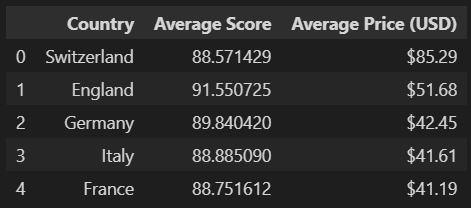 Country Average Score Average Price (USD)
0 Switzerland 88.571429 $85.29
1 England 91.550725 $51.68
2 Germany 89.840420 $42.45
3 Italy 88.885090 $41.61
4 France 88.751612 $41.19